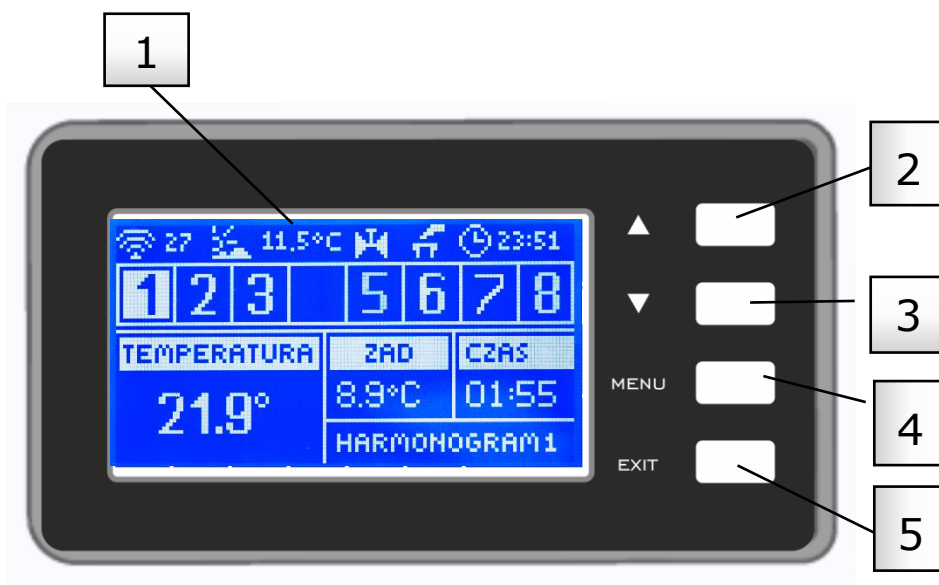 1
2
27 11.5°C 23:51
1 2 3 5 6 7 8
3
TEMPERATURA ZAD CZAS
MENU
21.9° 8.9°C 01:55
4
HARMONOGRAM1
EXIT
5